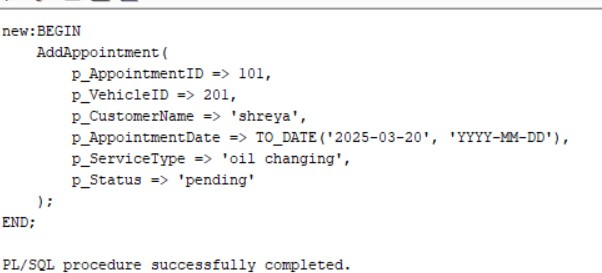 new:BEGIN
    AddAppointment(
        p_AppointmentID => 101,
        p_VehicleID => 201,
        p_CustomerName => 'shreya',
        p_AppointmentDate => TO_DATE('2025-03-20', 'YYYY-MM-DD'),
        p_ServiceType => 'oil changing',
        p_Status => 'pending'
    );
END;

PL/SQL procedure successfully completed.